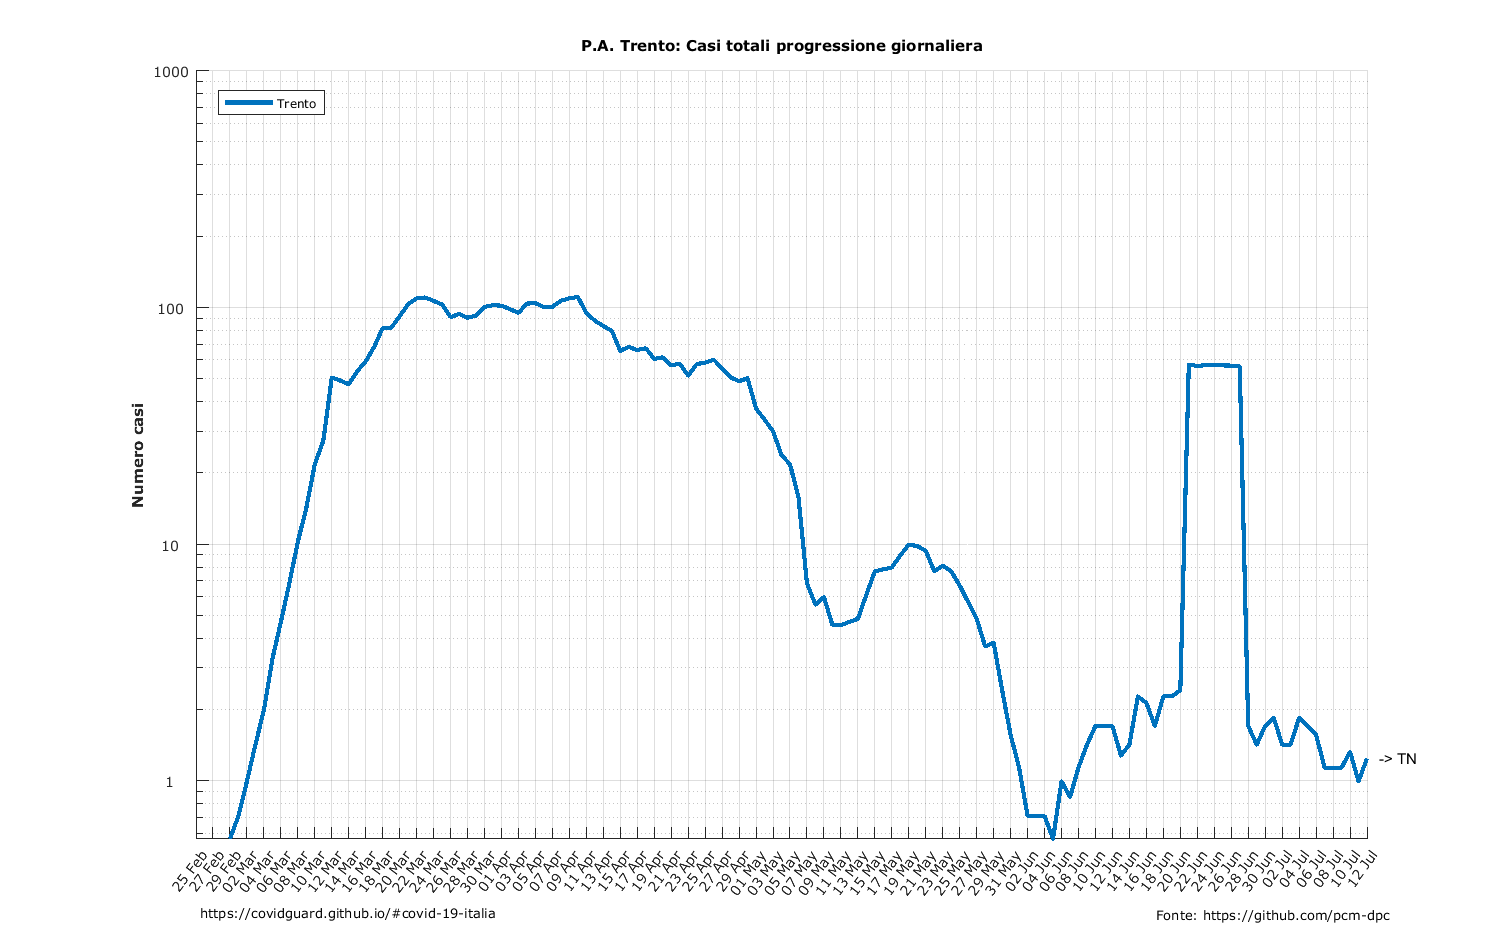 P.A. Trento: Casi totali progressione giornaliera
Trento
Numero casi
1000
100
10
1
25 Feb
27 Feb
29 Feb
02 Mar
04 Mar
06 Mar
08 Mar
10 Mar
12 Mar
14 Mar
16 Mar
18 Mar
20 Mar
22 Mar
24 Mar
26 Mar
28 Mar
30 Mar
01 Apr
03 Apr
05 Apr
07 Apr
09 Apr
11 Apr
13 Apr
15 Apr
17 Apr
19 Apr
21 Apr
23 Apr
25 Apr
27 Apr
29 Apr
01 May
03 May
05 May
07 May
09 May
11 May
13 May
15 May
17 May
19 May
21 May
23 May
25 May
27 May
29 May
31 May
02 Jun
04 Jun
06 Jun
08 Jun
10 Jun
12 Jun
14 Jun
16 Jun
18 Jun
20 Jun
22 Jun
24 Jun
26 Jun
28 Jun
30 Jun
02 Jul
04 Jul
06 Jul
08 Jul
10 Jul
12 Jul
-> TN
https://covidguard.github.io/#covid-19-italia
Fonte: https://github.com/pcm-dpc